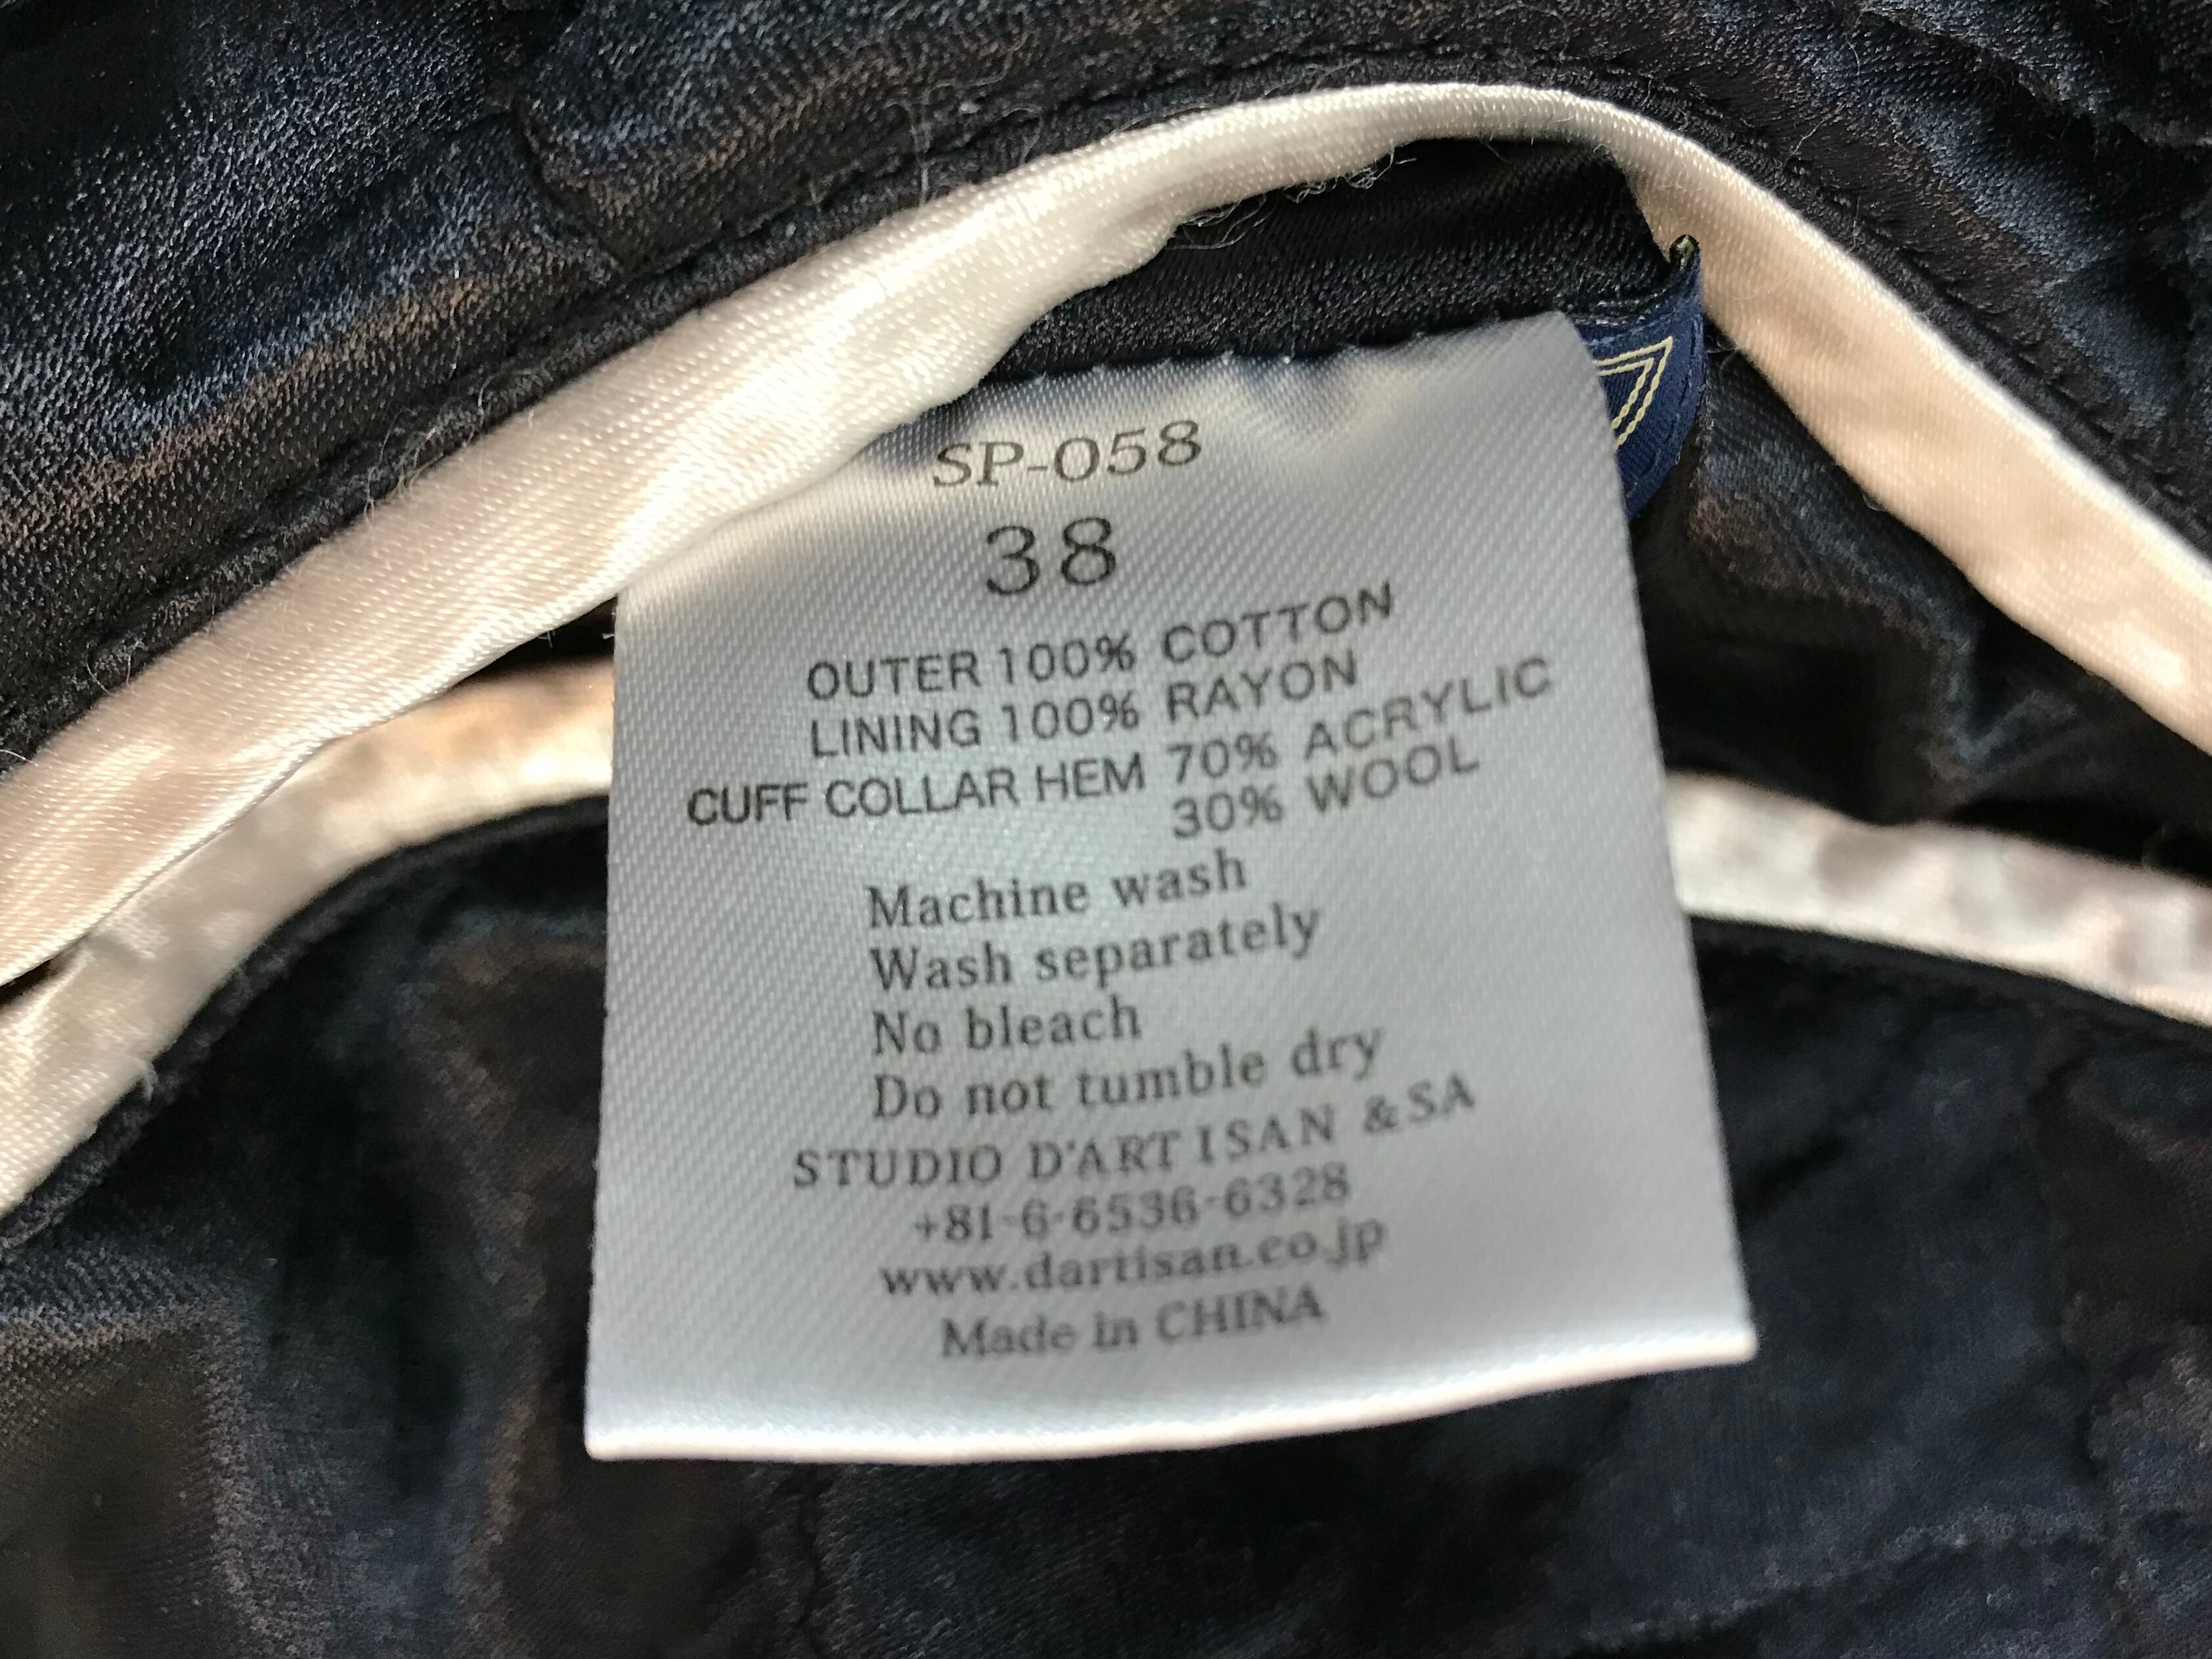 SP-058
38
OUTER 100% COTTON
LINING 100% RAYON
CUFF COLLAR HEM 70% ACRYLIC
30% WOOL
Machine wash
Wash separately
No bleach
Do not tumble dry
STUDIO D'ARTISAN &SA
+81-6-6536-6328
www.dartisan.co.jp
Made in CHINA